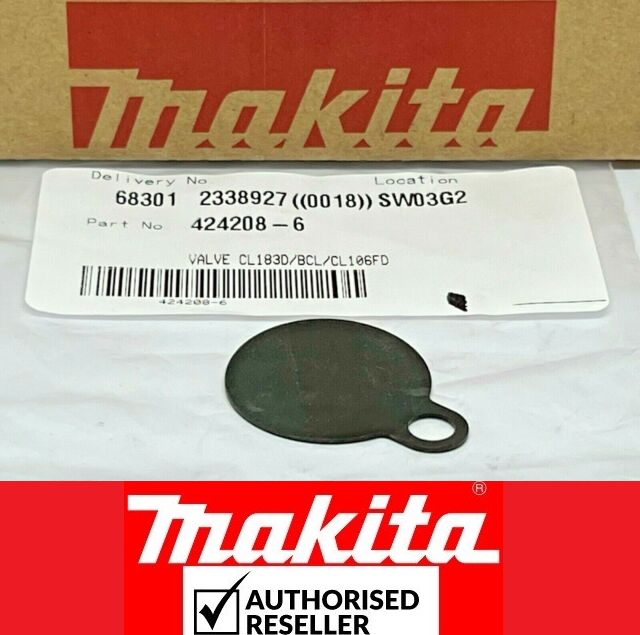 makita
Delivery No Location
68301 2338927 ((0018)) SW03G2
Part No 424208-6
VALVE CL183D/BCL/CL106FD
424208-6
makita®
AUTHORISED
RESELLER